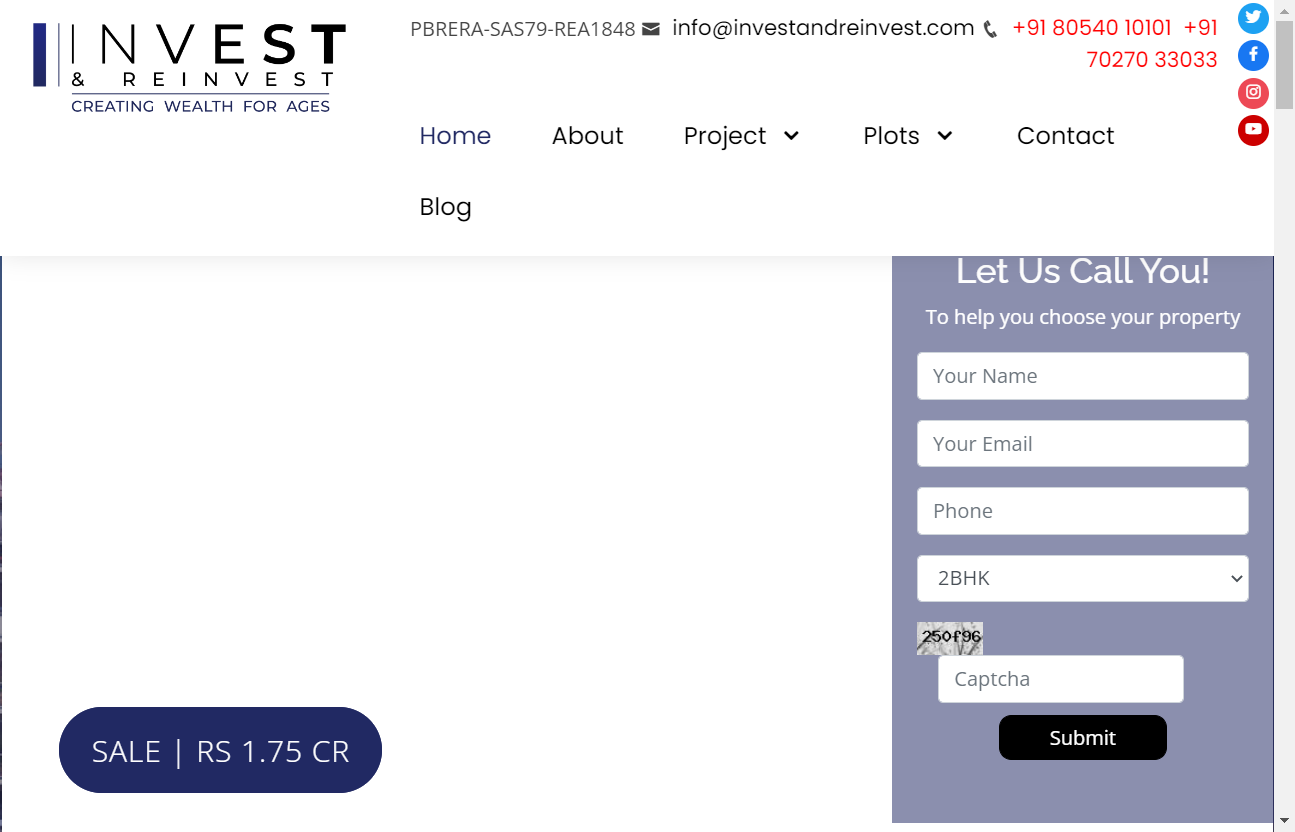 INVEST
& REINVEST
CREATING WEALTH FOR AGES
PBRERA-SAS79-REA1848 info@investandreinvest.com +91 80540 10101 +91
70270 33033
Home About Project Plots Contact
Blog
Let Us Call You!
To help you choose your property
Your Name
Your Email
Phone
2BHK
250f96
Captcha
Submit
SALE | RS 1.75 CR